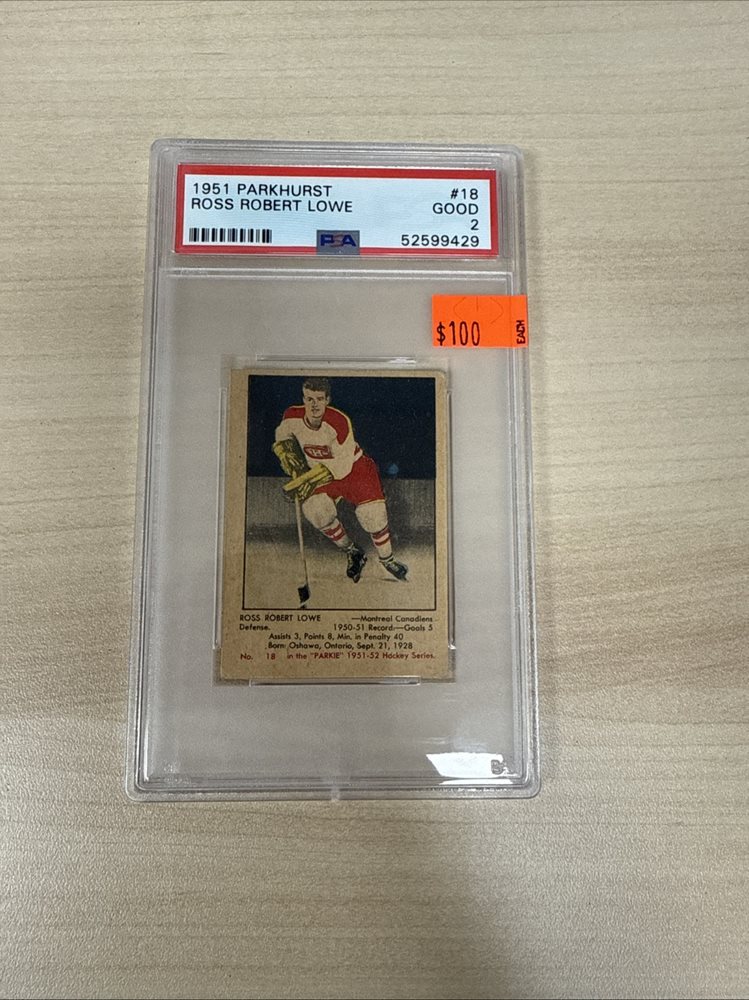 1951 PARKHURST #18
ROSS ROBERT LOWE GOOD
2
PSA 52599429
$100 EACH
CH
ROSS ROBERT LOWE —Montreal Canadiens
Defense. 1950-51 Record—Goals 5
Assists 3, Points 8, Min. in Penalty 40
Born: Oshawa, Ontario, Sept. 21, 1928
No. 18 in the "PARKIE" 1951-52 Hockey Series.